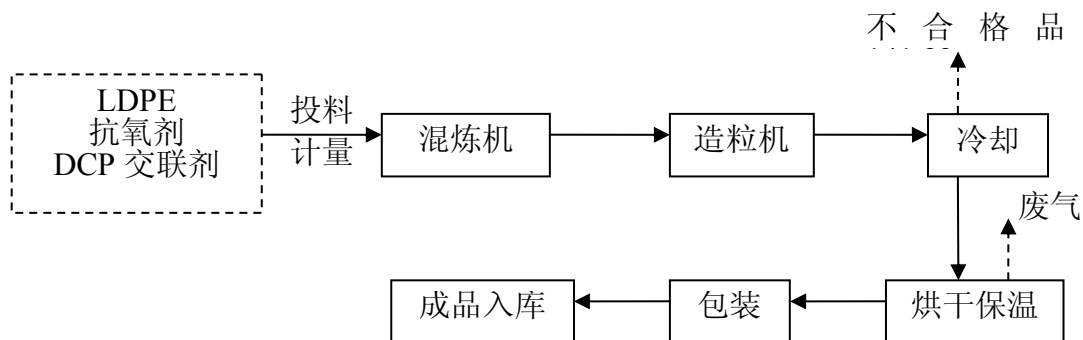 不合格品
LDPE
抗氧剂
DCP 交联剂
投料
计量
混炼机
造粒机
冷却
废气
成品入库
包装
烘干保温